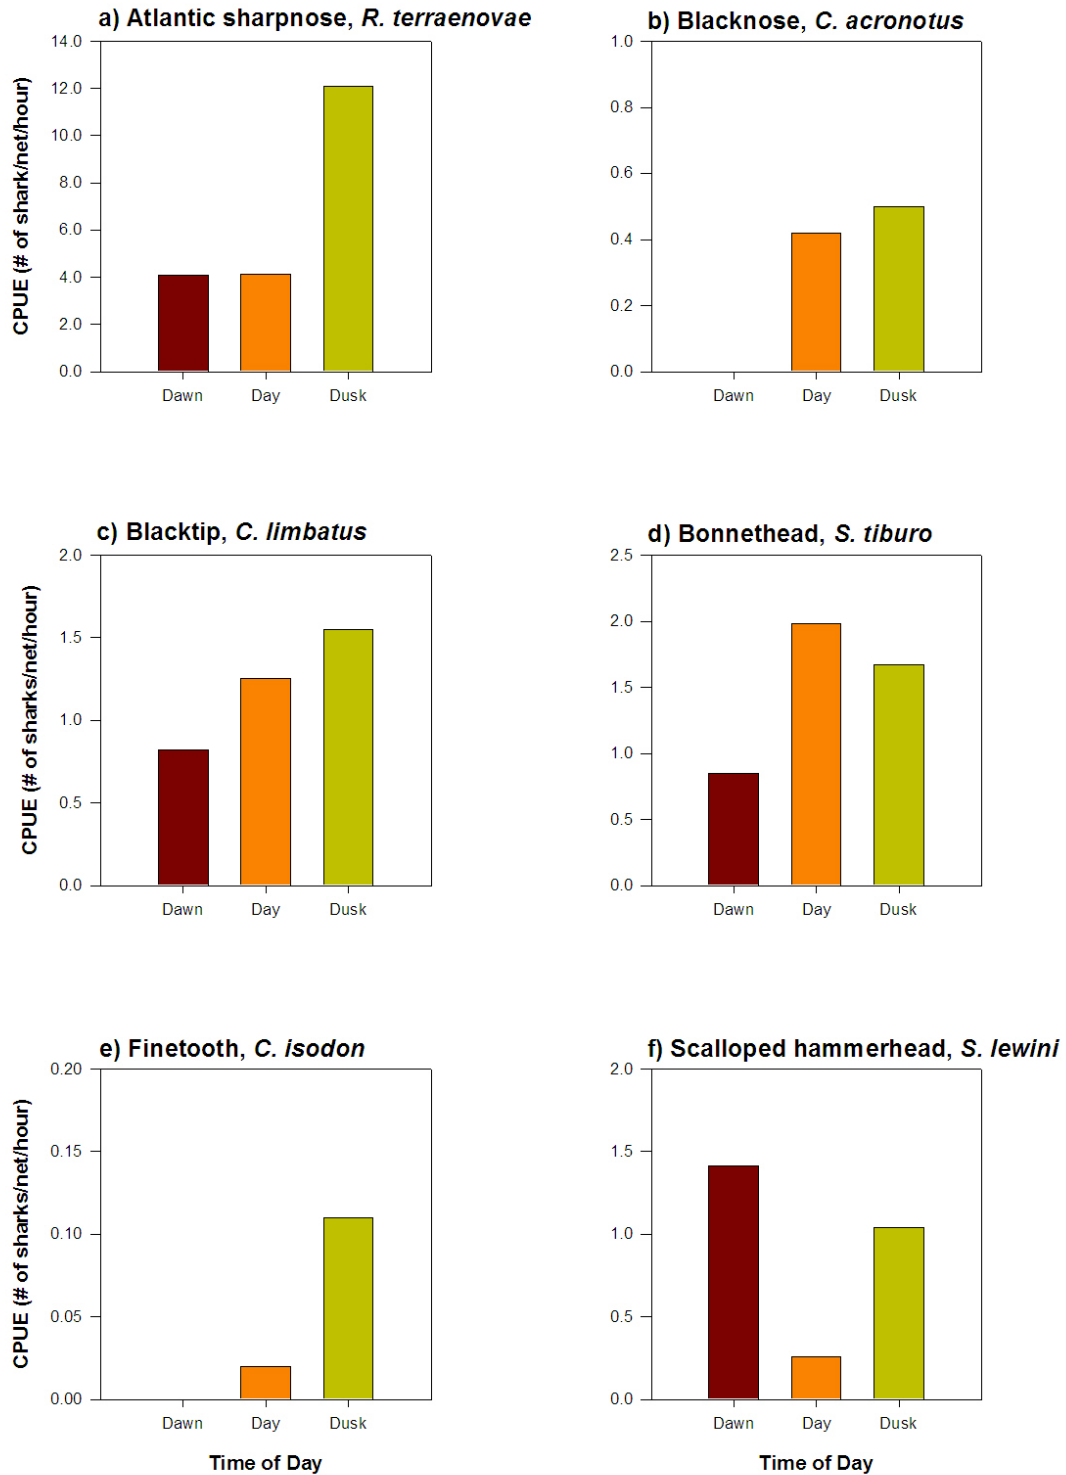 a) Atlantic sharpnose, R. terraenovae
CPUE (# of shark/net/hour)
14.0
12.0
10.0
8.0
6.0
4.0
2.0
0.0
Dawn Day Dusk
b) Blacknose, C. acronotus
1.0
0.8
0.6
0.4
0.2
0.0
Dawn Day Dusk
c) Blacktip, C. limbatus
CPUE (# of sharks/net/hour)
2.0
1.5
1.0
0.5
0.0
Dawn Day Dusk
d) Bonnethead, S. tiburo
2.5
2.0
1.5
1.0
0.5
0.0
Dawn Day Dusk
e) Finetooth, C. isodon
CPUE (# of sharks/net/hour)
0.20
0.15
0.10
0.05
0.00
Dawn Day Dusk
Time of Day
f) Scalloped hammerhead, S. lewini
2.0
1.5
1.0
0.5
0.0
Dawn Day Dusk
Time of Day